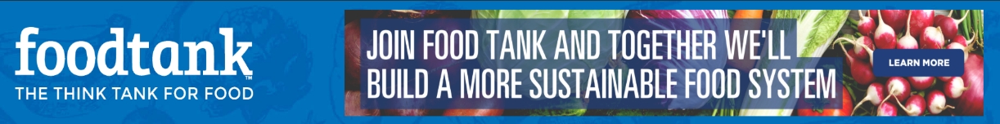 foodtank™
THE THINK TANK FOR FOOD
JOIN FOOD TANK AND TOGETHER WE'LL
BUILD A MORE SUSTAINABLE FOOD SYSTEM
LEARN MORE